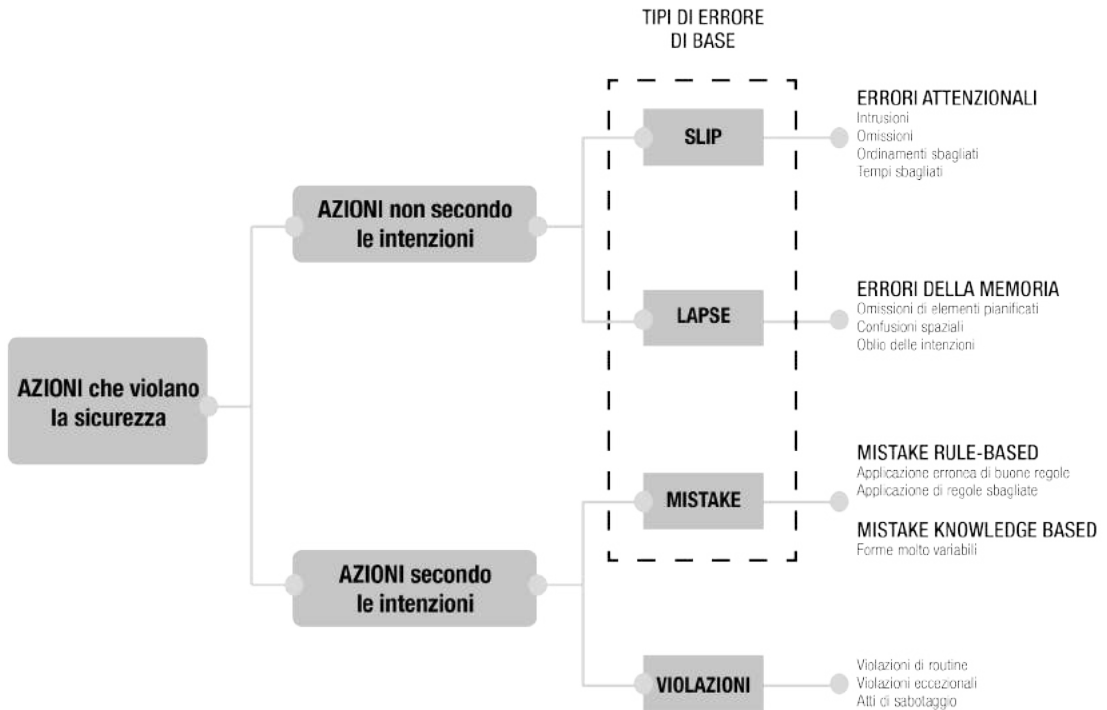 TIPI DI ERRORE
DI BASE
SLIP
ERRORI ATTENZIONALI
Intrusioni
Omissioni
Ordinamenti sbagliati
Tempi sbagliati
AZIONI non secondo
le intenzioni
LAPSE
ERRORI DELLA MEMORIA
Omissioni di elementi pianificati
Confusioni spaziali
Oblio delle intenzioni
AZIONI che violano
la sicurezza
MISTAKE
MISTAKE RULE-BASED
Applicazione erronea di buone regole
Applicazione di regole sbagliate
MISTAKE KNOWLEDGE BASED
Forme molto variabili
AZIONI secondo
le intenzioni
VIOLAZIONI
Violazioni di routine
Violazioni eccezionali
Atti di sabotaggio